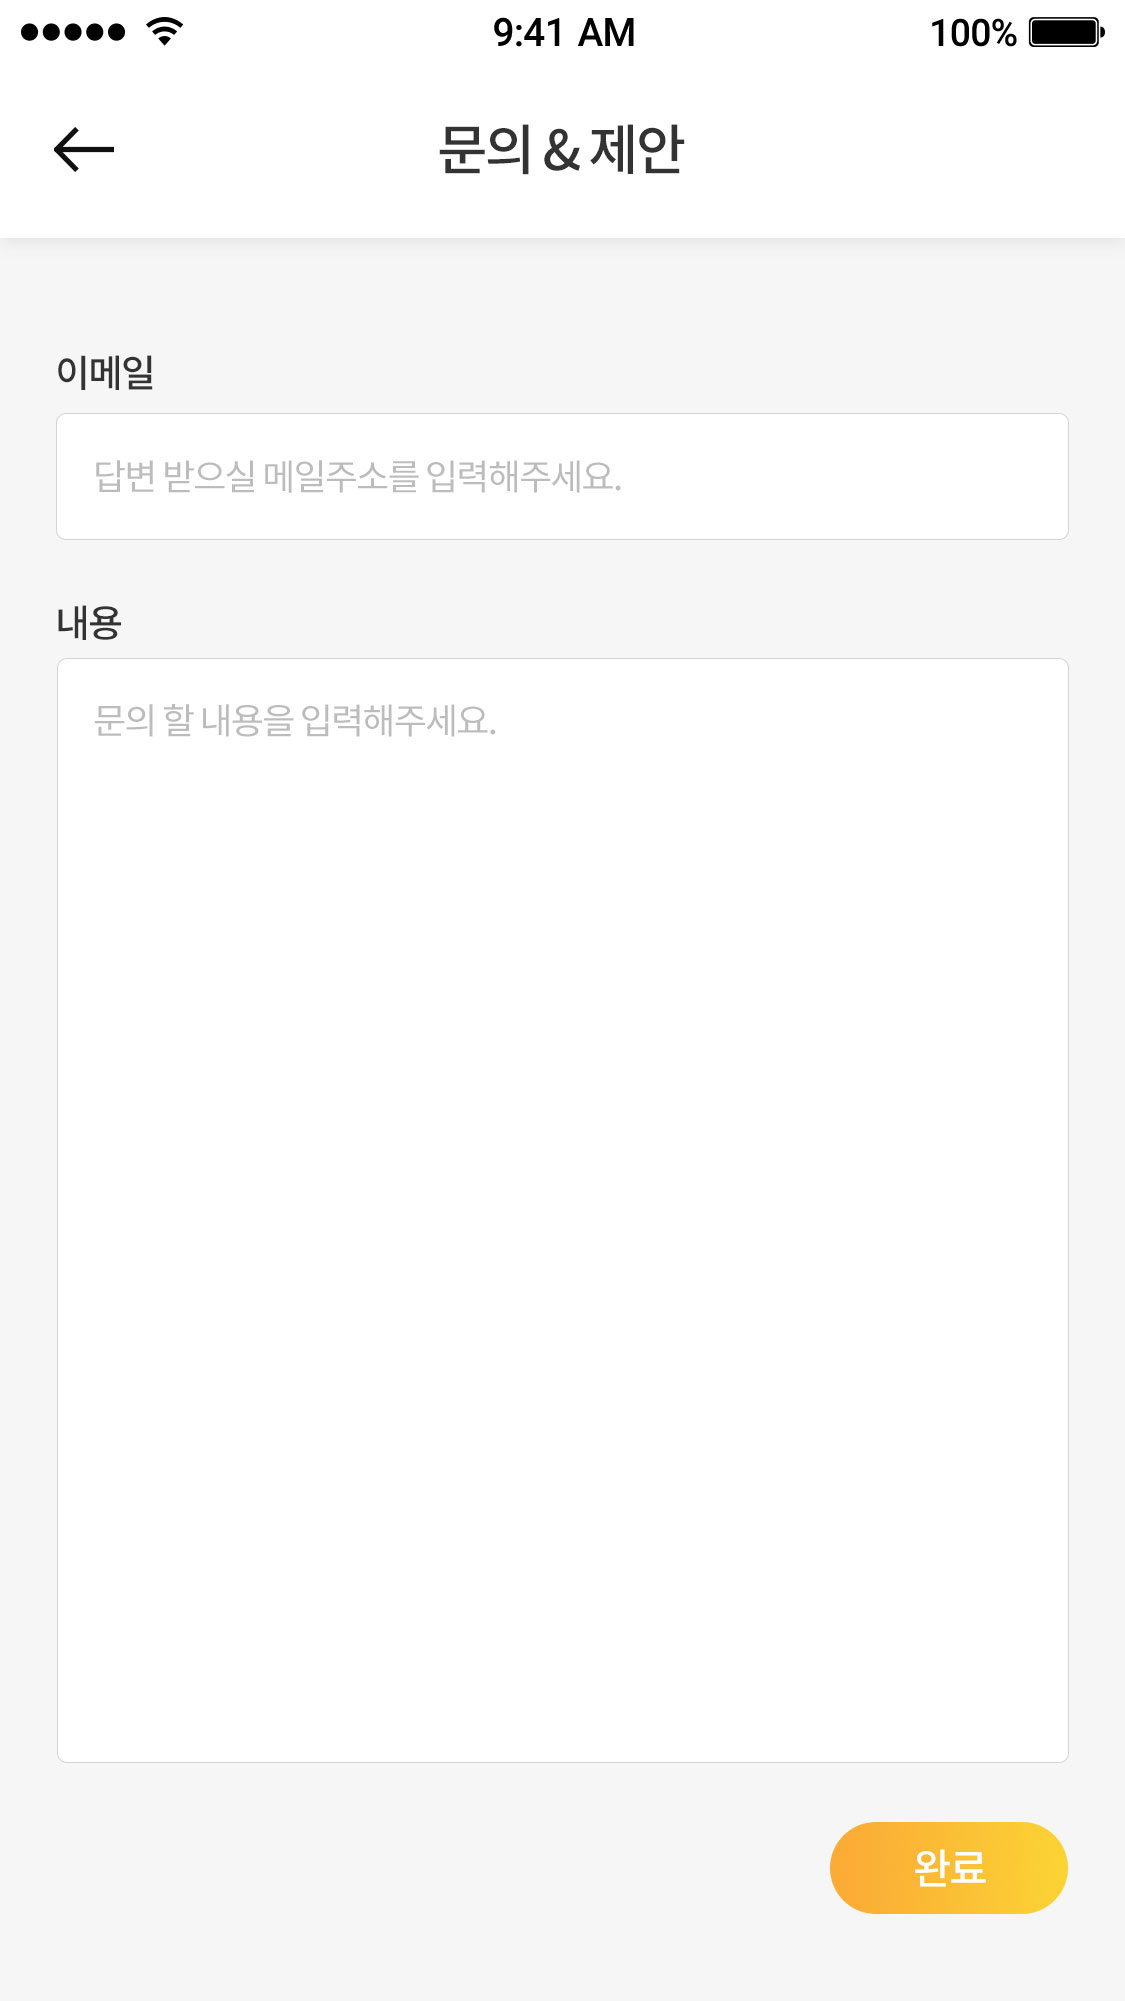 9:41 AM
100%
문의 & 제안
이메일
답변 받으실 메일주소를 입력해주세요.
내용
문의 할 내용을 입력해주세요.
완료